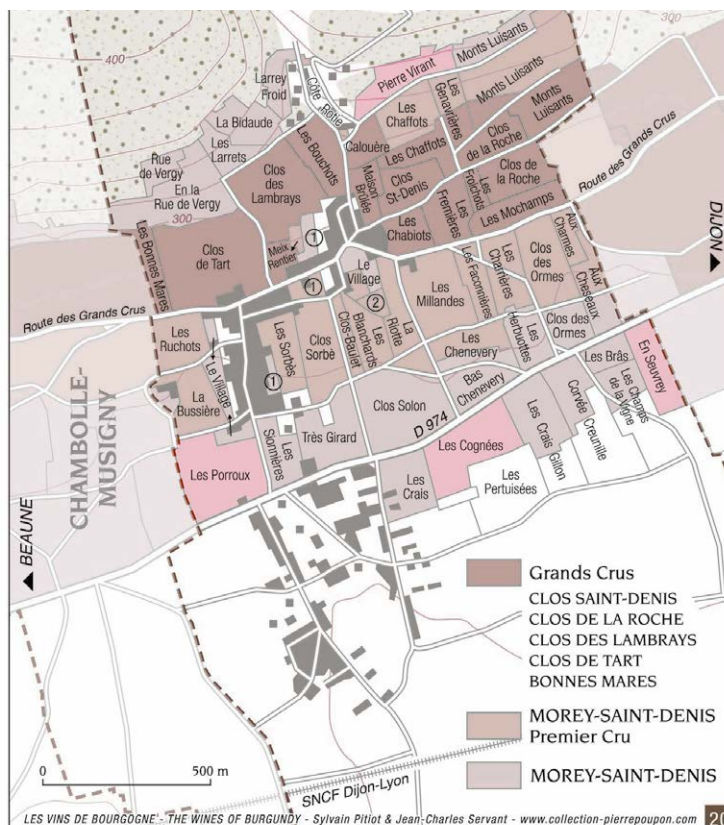 400
300
Larrey
Froid
Côte Rôtie
Pierre Virant
Monts Luisants
La Bidaude
Les
Larrets
Rue
de Vergy
En la
Rue de Vergy
300
Les Bouchots
Clos
des
Lambrays
Calouère
Les
Chaffots
Les
Genavrières
Monts Luisants
Monts
Luisants
Clos
de la Roche
Les Chaffots
Maison
Brûlée
Clos
St-Denis
Les
Fremières
Les
Froichots
Clos de
la Roche
Les Mochamps
Route des Grands Crus
DIJON
Les Bonnes Mares
Clos
de Tart
Meix
Rentier
1
Les
Chabiots
Route des Grands Crus
1
Le
Village
2
Les
Millandes
Les Faconnières
Les
Charrières
Clos
des
Ormes
Aux
Charmes
Aux
Cheseaux
Les
Ruchots
Le Village
La
Bussière
1
Les Sorbès
Clos
Sorbè
Clos-Baulet
Les
Blanchards
La
Riotte
Les
Chenevery
Les
Herbuottes
Clos des
Ormes
Bas
Chenevery
Les Brâs
En Seuvrey
Les Champs
de la Vigne
CHAMBOLLE-
MUSIGNY
BEAUNE
Les Porroux
Les
Sionnières
Très Girard
Clos Solon
D 974
Les Cognées
Les
Crais
Les Crais
Gillon
Corvée
Creumille
Les
Pertuisées
Grands Crus
CLOS SAINT-DENIS
CLOS DE LA ROCHE
CLOS DES LAMBRAYS
CLOS DE TART
BONNES MARES
MOREY-SAINT-DENIS
Premier Cru
MOREY-SAINT-DENIS
0 500 m
SNCF Dijon-Lyon
LES VINS DE BOURGOGNE - THE WINES OF BURGUNDY - Sylvain Pitiot & Jean-Charles Servant - www.collection-pierrepoupon.com